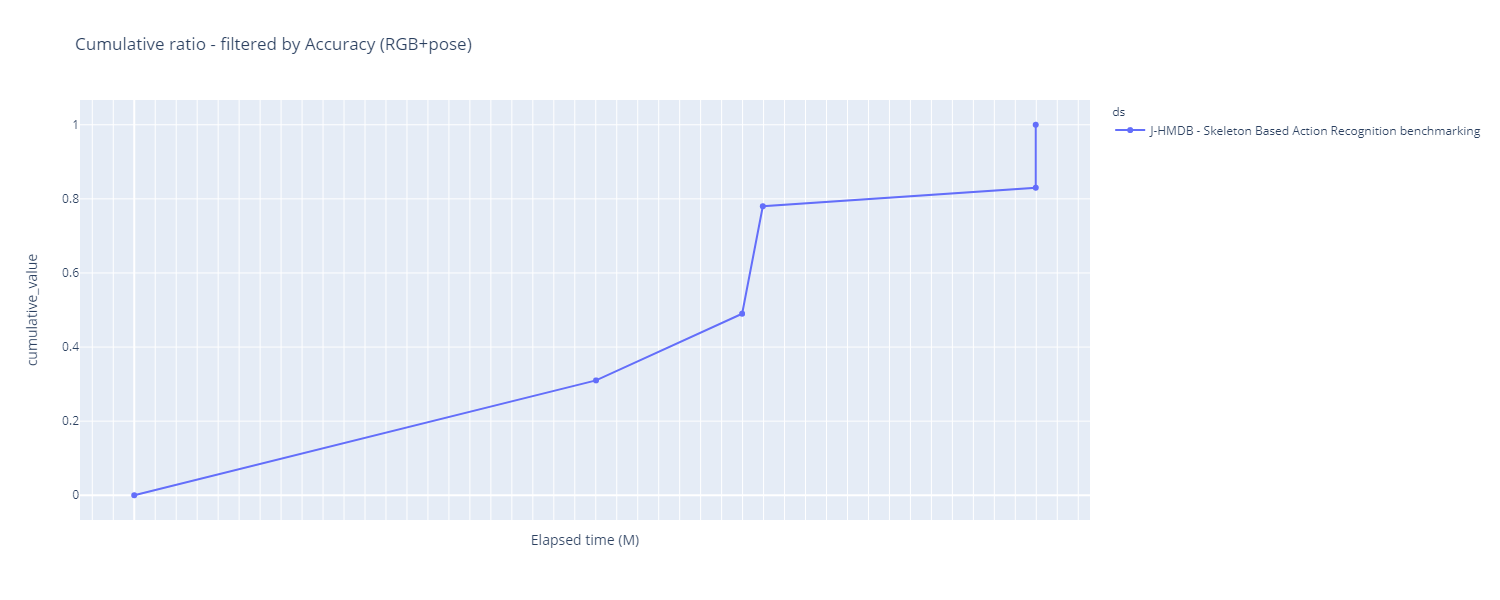 Cumulative ratio - filtered by Accuracy (RGB+pose)
ds
J-HMDB - Skeleton Based Action Recognition benchmarking
cumulative_value
1
0.8
0.6
0.4
0.2
0
Elapsed time (M)